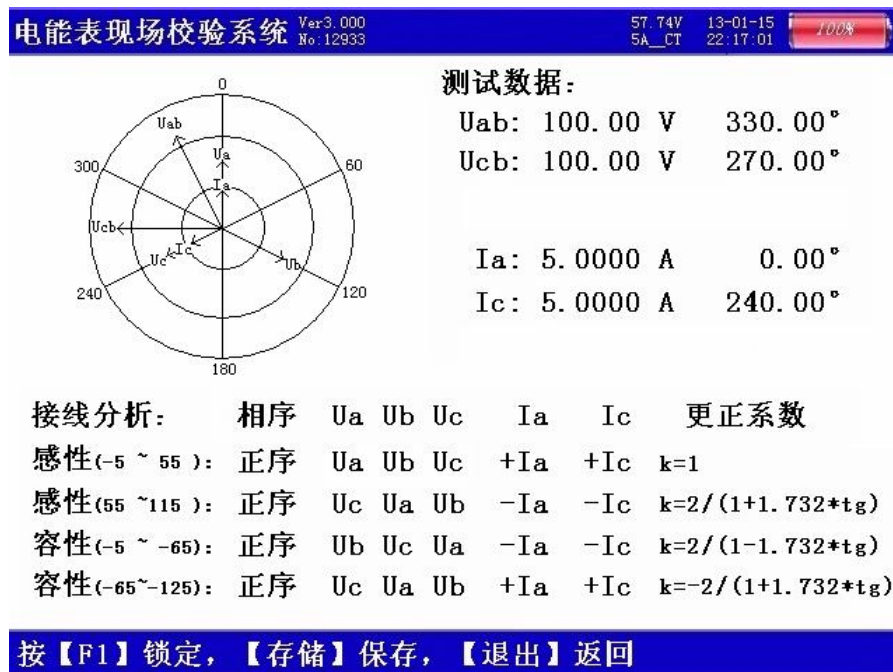 电能表现场校验系统 Ver3.000 No:12933 57.74V 5A__CT 13-01-15 22:17:01 100%
测试数据:
Uab: 100.00 V 330.00°
Ucb: 100.00 V 270.00°
Ia: 5.0000 A 0.00°
Ic: 5.0000 A 240.00°
0
Uab
Ua
300
60
Ia
Ucb
Ic
Uc
Ub
240
120
180
接线分析: 相序 Ua Ub Uc Ia Ic 更正系数
感性(-5 ~ 55 ): 正序 Ua Ub Uc +Ia +Ic k=1
感性(55 ~115 ): 正序 Uc Ua Ub -Ia -Ic k=2/(1+1.732*tg)
容性(-5 ~ -65): 正序 Ub Uc Ua -Ia -Ic k=2/(1-1.732*tg)
容性(-65~-125): 正序 Uc Ua Ub +Ia +Ic k=-2/(1+1.732*tg)
按【F1】锁定，【存储】保存，【退出】返回